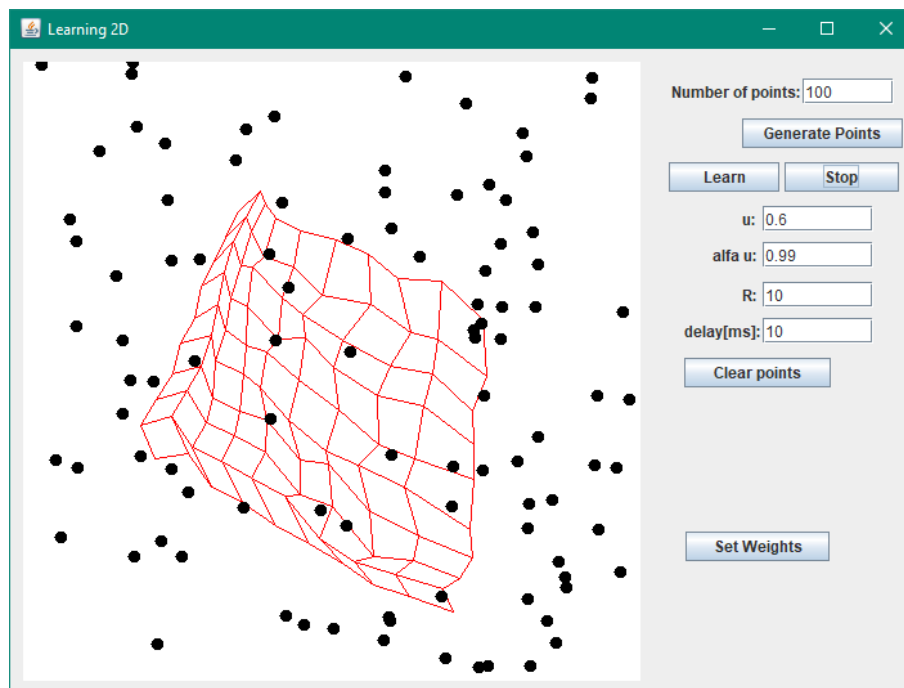 Learning 2D
Number of points: 100
Generate Points
Learn Stop
u: 0.6
alfa u: 0.99
R: 10
delay[ms]: 10
Clear points
Set Weights